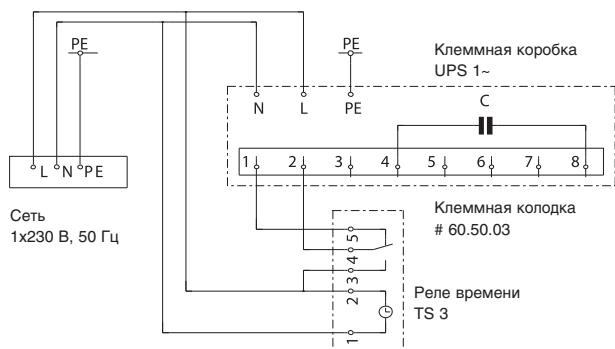 PE
PE
Клеммная коробка
UPS 1~
N L PE
C
1 2 3 4 5 6 7 8
L N PE
Сеть
1x230 В, 50 Гц
Клеммная колодка
# 60.50.03
5
4
3
2
1
Реле времени
TS 3